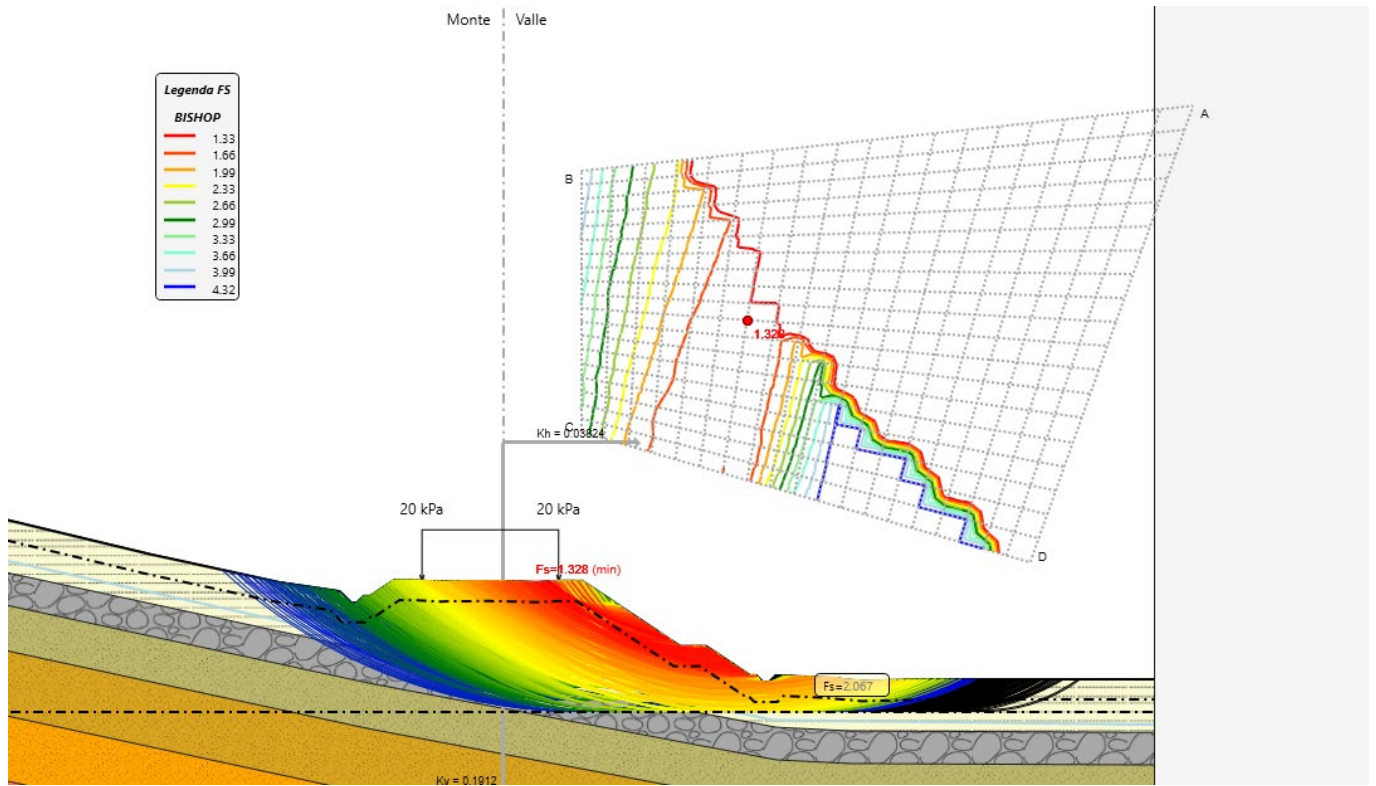 Monte
Valle
Legenda FS
BISHOP
1.33
1.66
1.99
2.33
2.66
2.99
3.33
3.66
3.99
4.32
A
B
1.328
C
Kh = 0.03824
D
20 kPa
20 kPa
Fs=1.328 (min)
Fs=2.067
Kv = 0.1912